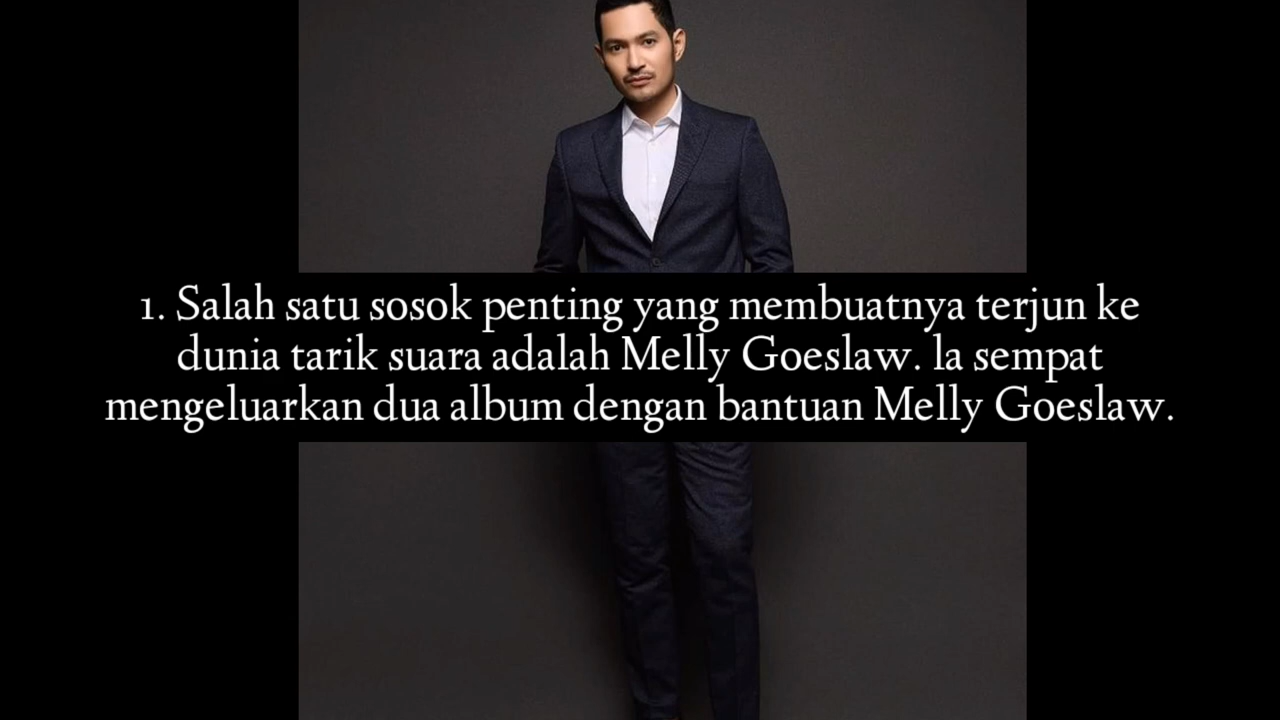 1. Salah satu sosok penting yang membuatnya terjun ke
dunia tarik suara adalah Melly Goeslaw. la sempat
mengeluarkan dua album dengan bantuan Melly Goeslaw.